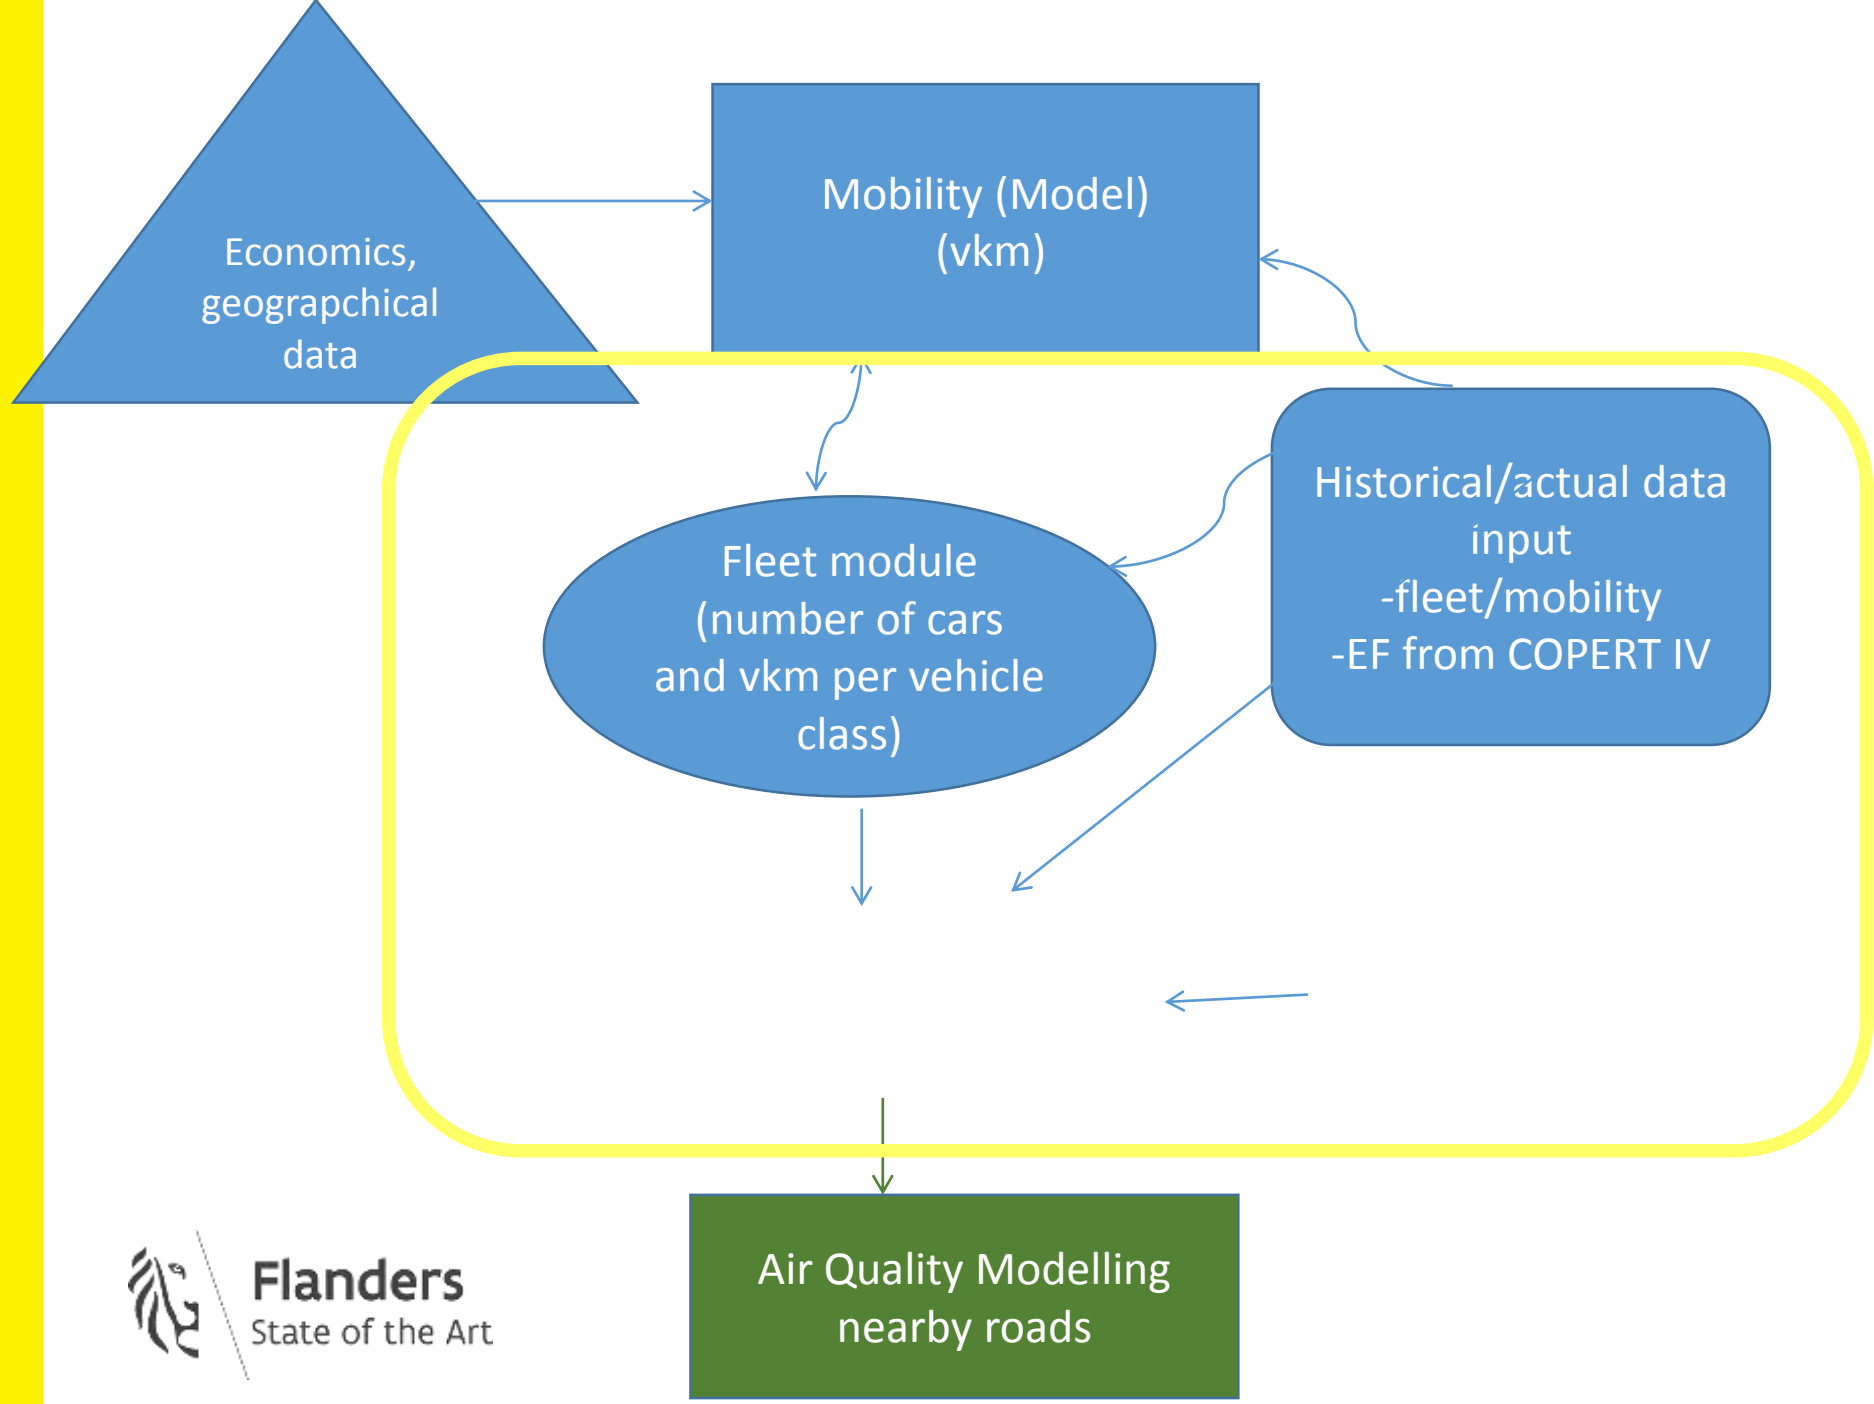 Economics,
geograpchical
data
Mobility (Model)
(vkm)
Historical/actual data
input
-fleet/mobility
-EF from COPERT IV
Fleet module
(number of cars
and vkm per vehicle
class)
Air Quality Modelling
nearby roads
Flanders
State of the Art